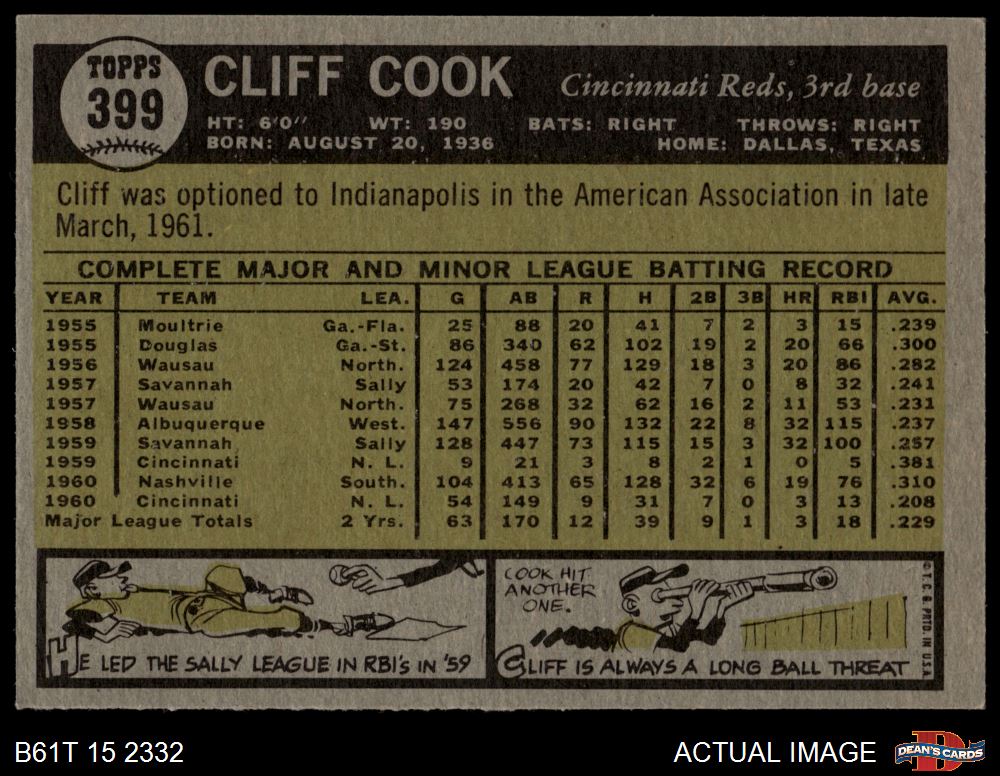 TOPPS
399
CLIFF COOK
Cincinnati Reds, 3rd base
HT: 6'0" WT: 190 BATS: RIGHT THROWS: RIGHT
BORN: AUGUST 20, 1936 HOME: DALLAS, TEXAS
Cliff was optioned to Indianapolis in the American Association in late
March, 1961.
COMPLETE MAJOR AND MINOR LEAGUE BATTING RECORD
YEAR TEAM LEA. G AB R H 2B 3B HR RBI AVG.
1955 Moultrie Ga.-Fla. 25 88 20 41 7 2 3 15 .239
1955 Douglas Ga.-St. 86 340 62 102 19 2 20 66 .300
1956 Wausau North. 124 458 77 129 18 3 20 86 .282
1957 Savannah Sally 53 174 20 42 7 0 8 32 .241
1957 Wausau North. 75 268 32 62 16 2 11 53 .231
1958 Albuquerque West. 147 556 90 132 22 8 32 115 .237
1959 Savannah Sally 128 447 73 115 15 3 32 100 .257
1959 Cincinnati N. L. 9 21 3 8 2 1 0 5 .381
1960 Nashville South. 104 413 65 128 32 6 19 76 .310
1960 Cincinnati N. L. 54 149 9 31 7 0 3 13 .208
Major League Totals 2 Yrs. 63 170 12 39 9 1 3 18 .229
HE LED THE SALLY LEAGUE IN RBI's IN '59
COOK HIT
ANOTHER
ONE.
CLIFF IS ALWAYS A LONG BALL THREAT
© T. C. G. PRTD. IN U.S.A.
B61T 15 2332
ACTUAL IMAGE
DEAN'S CARDS